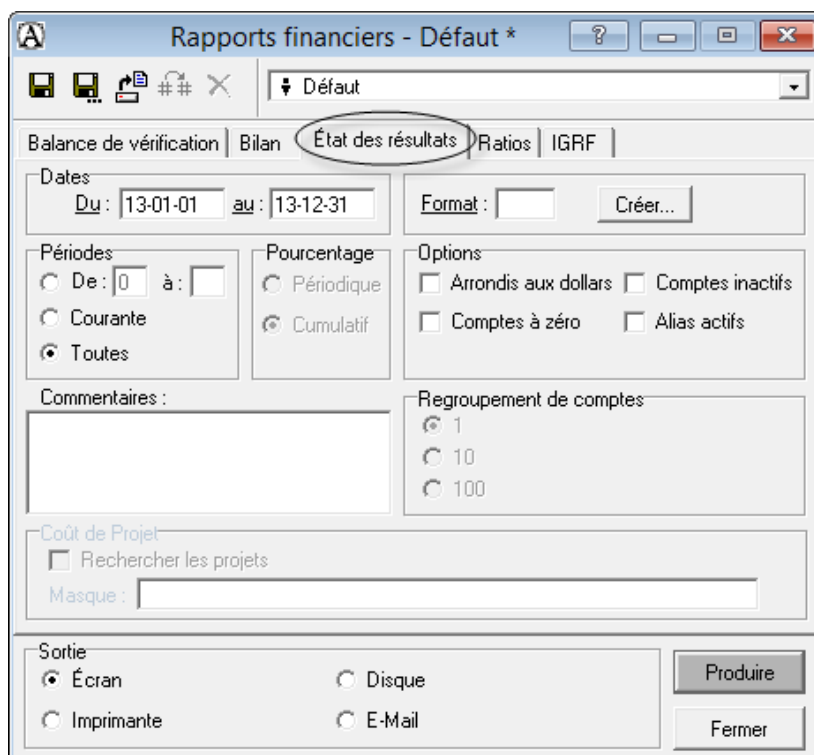 Rapports financiers - Défaut *
Défaut
Balance de vérification Bilan État des résultats Ratios IGRF
Dates
Du : 13-01-01 au : 13-12-31
Format : Créer...
Périodes
De : 0 à :
Courante
Toutes
Pourcentage
Périodique
Cumulatif
Options
Arrondis aux dollars Comptes inactifs
Comptes à zéro Alias actifs
Commentaires :
Regroupement de comptes
1
10
100
Coût de Projet
Rechercher les projets
Masque :
Sortie
Écran Disque
Imprimante E-Mail
Produire
Fermer